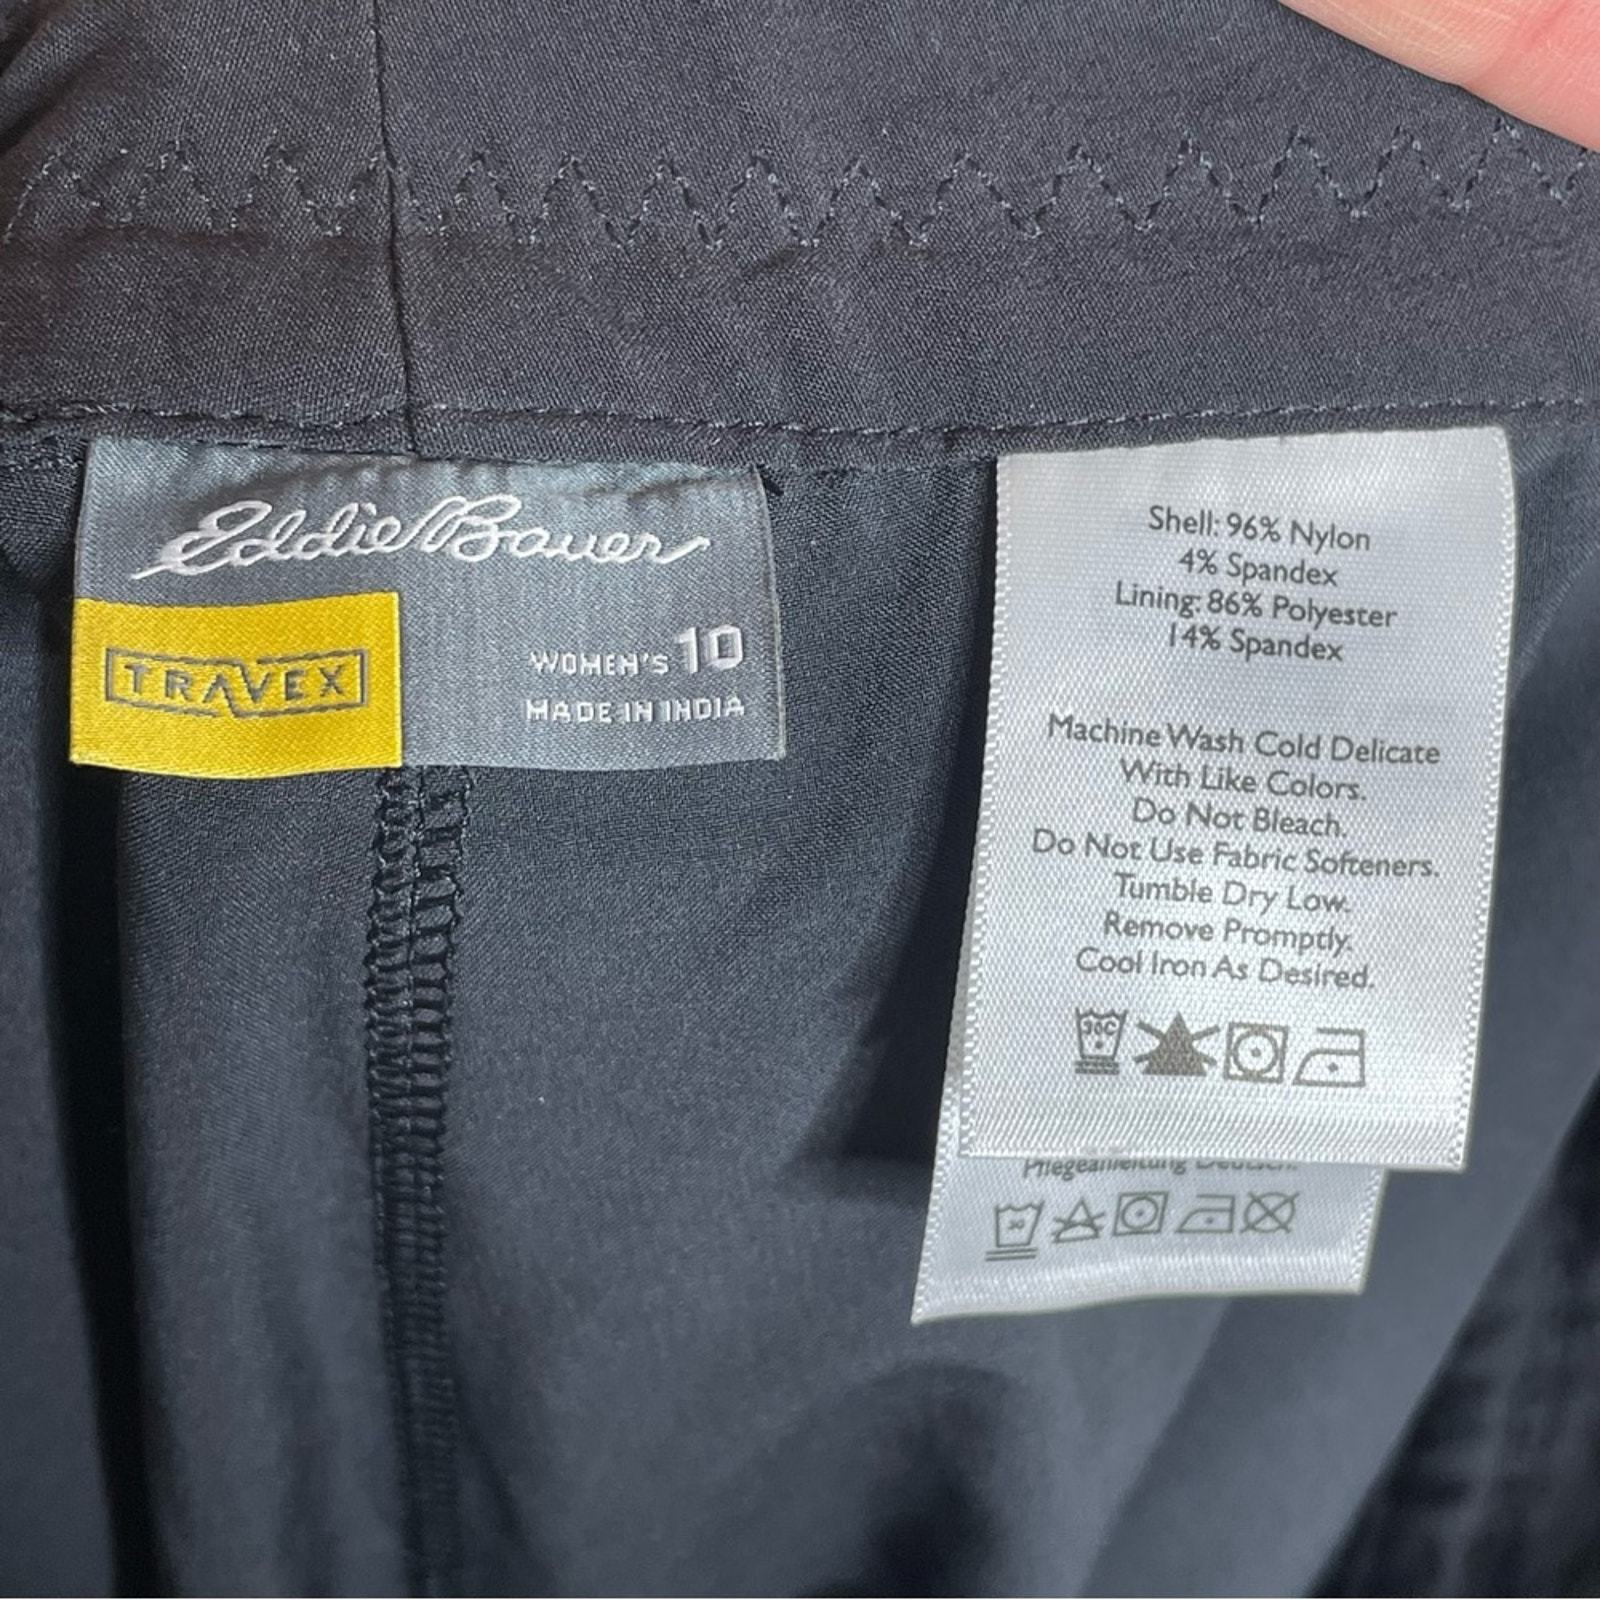 Eddie Bauer
TRAVEX
WOMEN'S 10
MADE IN INDIA
Shell: 96% Nylon
4% Spandex
Lining: 86% Polyester
14% Spandex
Machine Wash Cold Delicate
With Like Colors.
Do Not Bleach.
Do Not Use Fabric Softeners.
Tumble Dry Low.
Remove Promptly.
Cool Iron As Desired.
30C
Pflegeanleitung Deutsch:
30